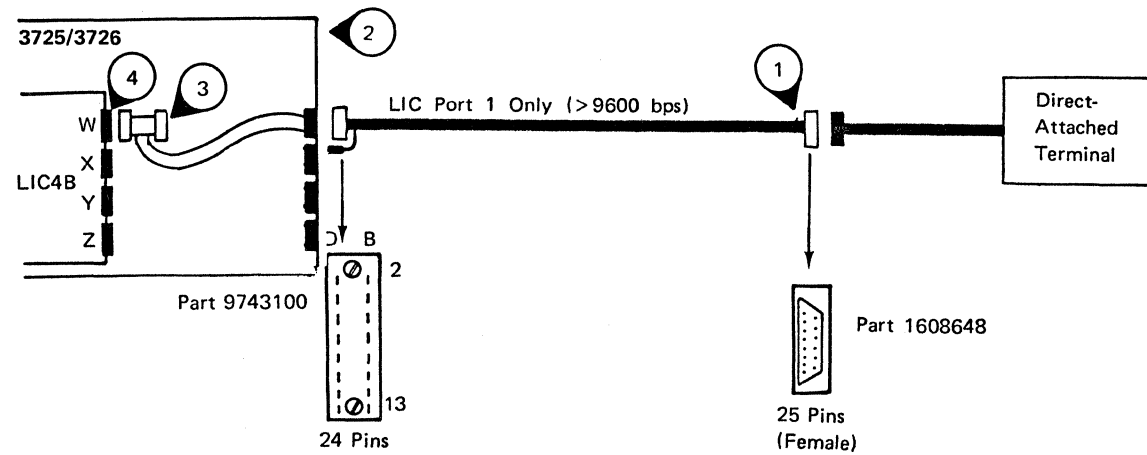 3725/3726
2
4
3
1
LIC Port 1 Only (>9600 bps)
Direct-
Attached
Terminal
W
X
LIC4B
Y
Z
D B
2
Part 9743100
13
24 Pins
Part 1608648
25 Pins
(Female)